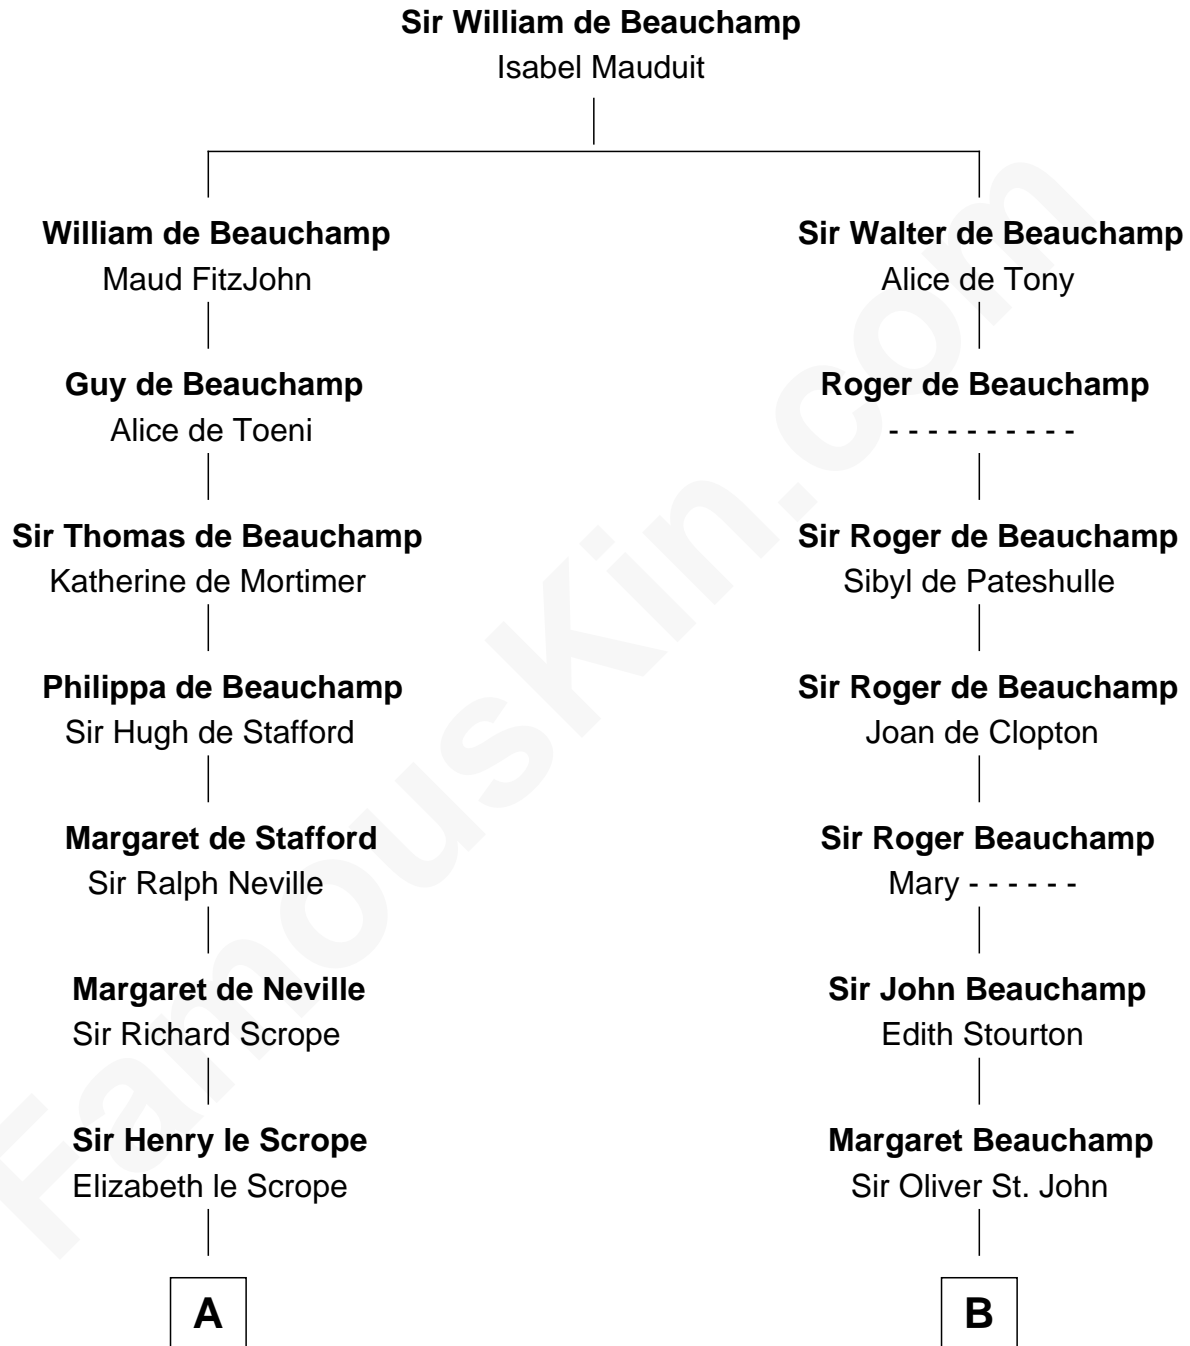 Sir William de Beauchamp
Isabel Mauduit
William de Beauchamp
Maud FitzJohn
Sir Walter de Beauchamp
Alice de Tony
Guy de Beauchamp
Alice de Toeni
Roger de Beauchamp
- - - - - - - - - -
Sir Thomas de Beauchamp
Katherine de Mortimer
Sir Roger de Beauchamp
Sibyl de Pateshulle
Philippa de Beauchamp
Sir Hugh de Stafford
Sir Roger de Beauchamp
Joan de Clopton
Margaret de Stafford
Sir Ralph Neville
Sir Roger Beauchamp
Mary - - - - - -
Margaret de Neville
Sir Richard Scrope
Sir John Beauchamp
Edith Stourton
Sir Henry le Scrope
Elizabeth le Scrope
Margaret Beauchamp
Sir Oliver St. John
A
B
FamousKin.com